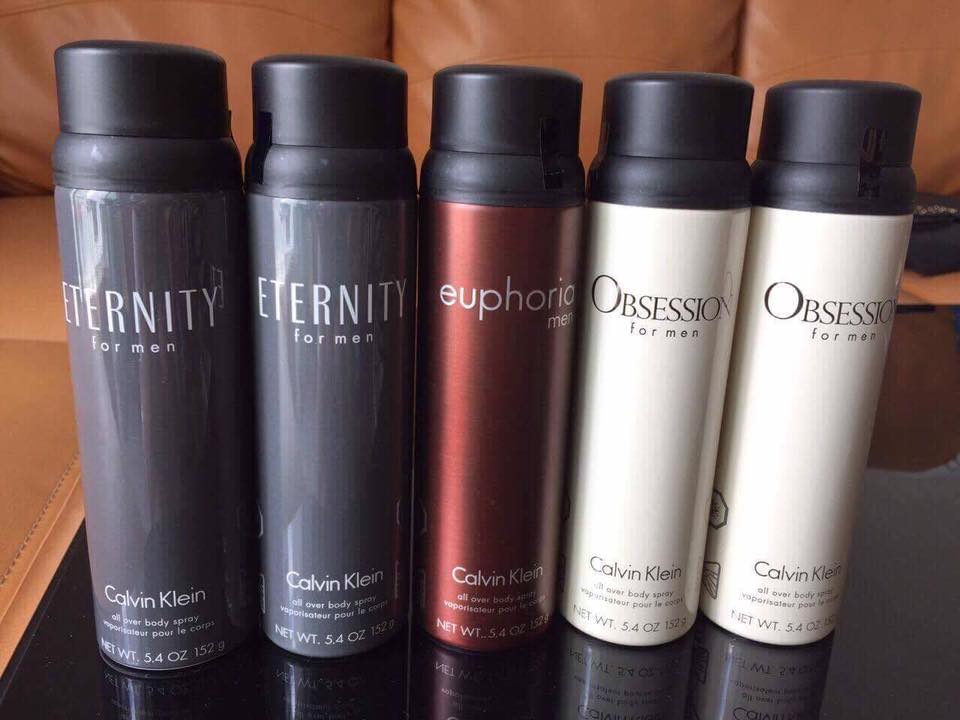 ETERNITY
for men
Calvin Klein
all over body spray
vaporisateur pour le corps
NET WT. 5.4 OZ 152 g
ETERNITY
for men
Calvin Klein
all over body spray
vaporisateur pour le corps
NET WT. 5.4 OZ 152 g
euphoria
men
Calvin Klein
all over body spray
vaporisateur pour le corps
NET WT. 5.4 OZ 152g
OBSESSION
for men
Calvin Klein
all over body spray
vaporisateur pour le corps
NET WT. 5.4 OZ 152 g
OBSESSIO
for men
Calvin Klein
all over body spray
vaporisateur pour le corps
NET WT. 5.4 OZ 152 g